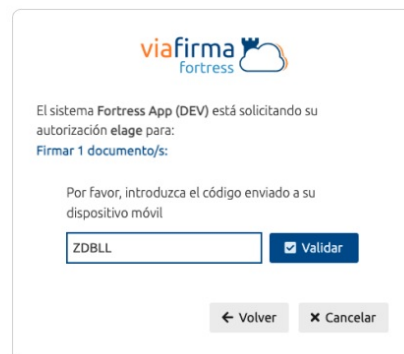 viafirma
fortress
El sistema Fortress App (DEV) está solicitando su
autorización elage para:
Firmar 1 documento/s:
Por favor, introduzca el código enviado a su
dispositivo móvil
ZDBLL
Validar
Volver
Cancelar